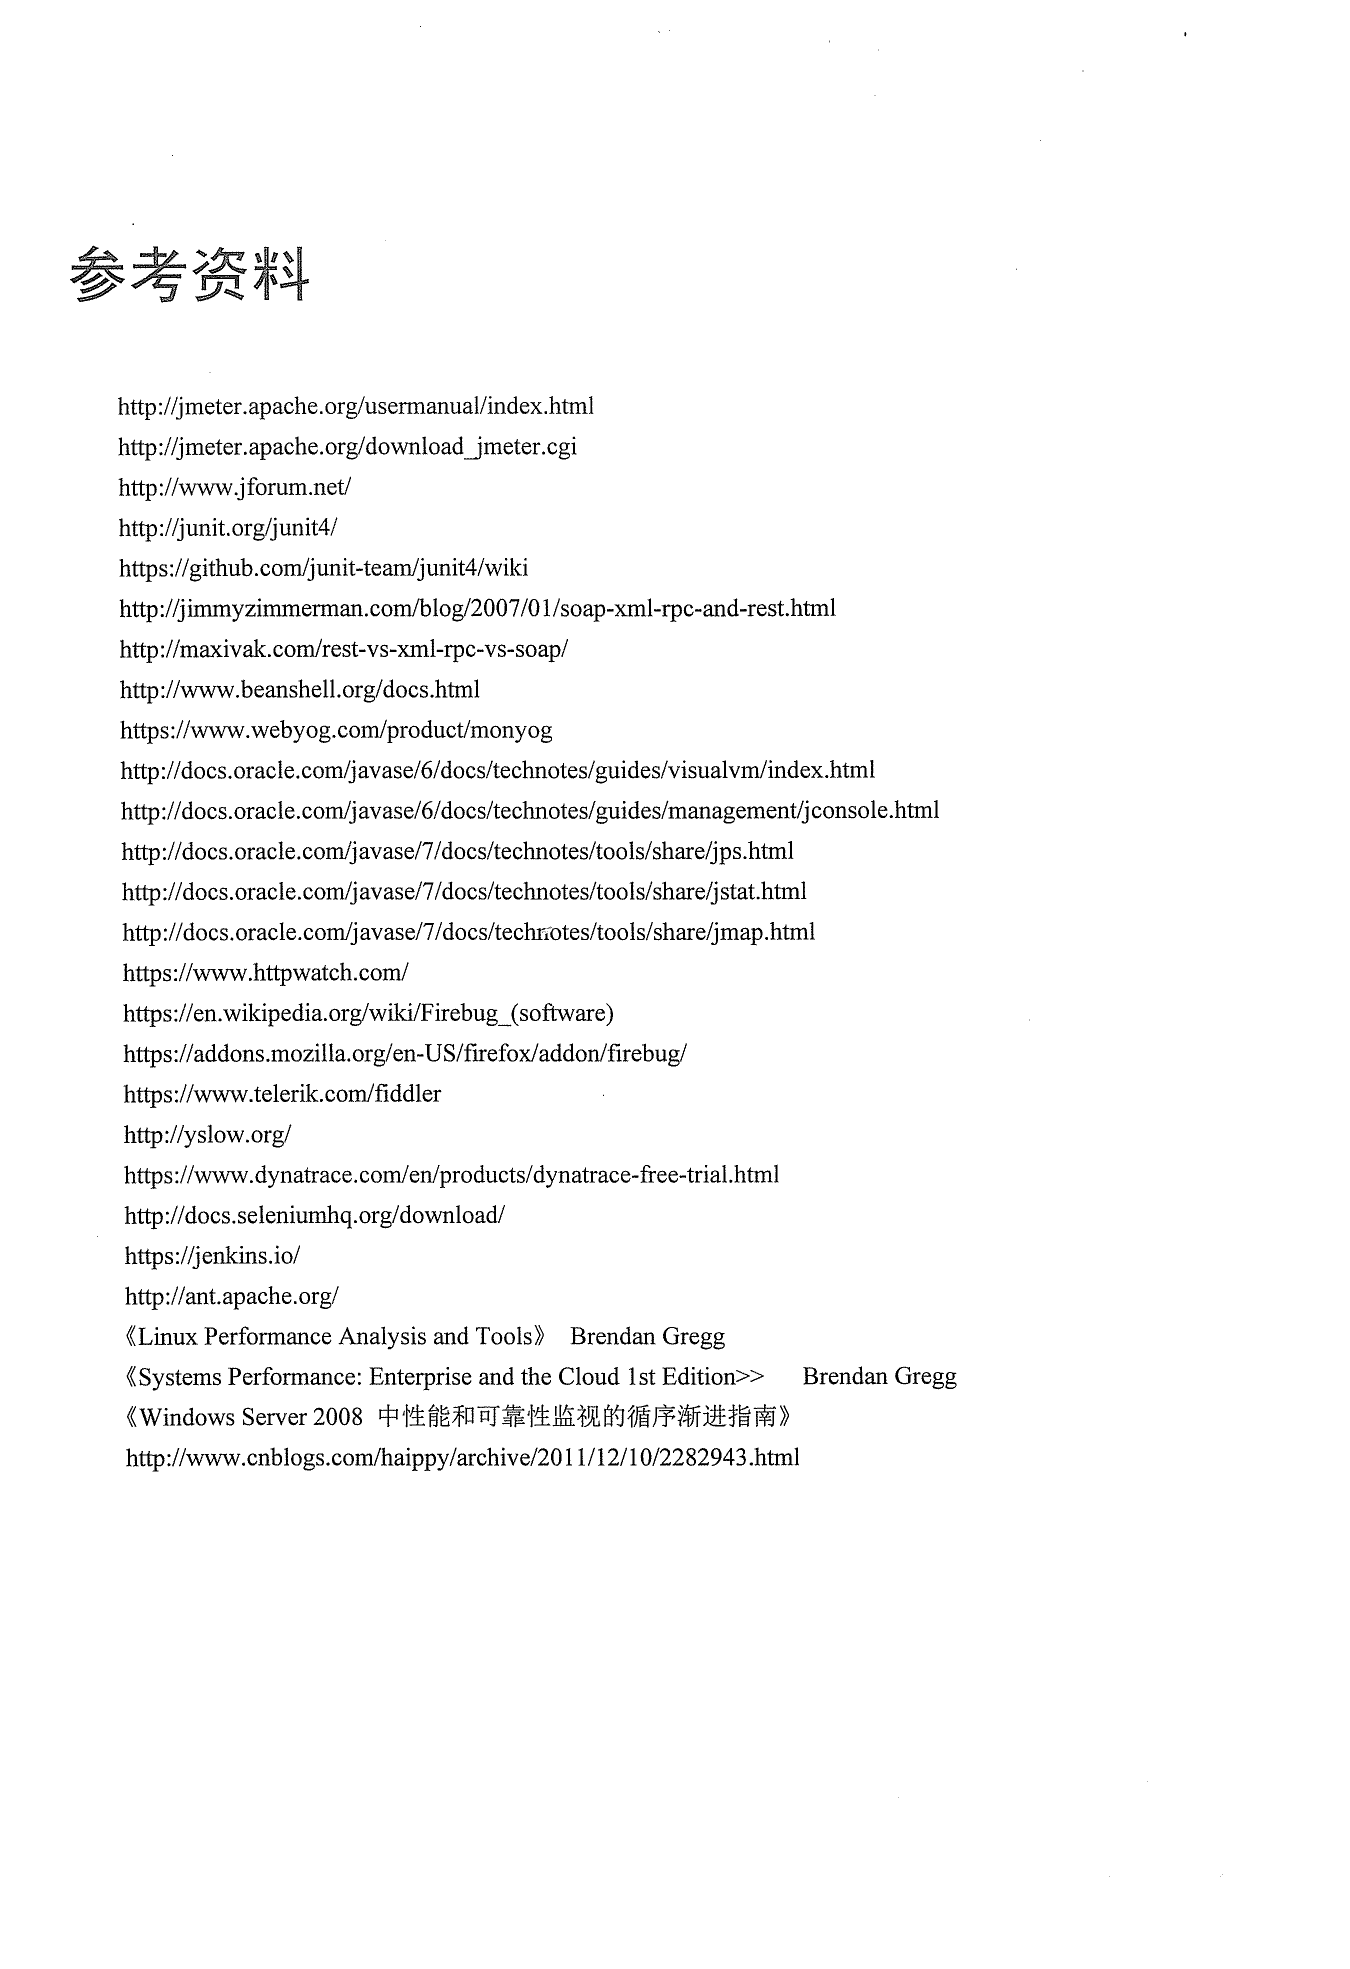 参考资料
http://jmeter.apache.org/usermanual/index.html
http://jmeter.apache.org/download_jmeter.cgi
http://www.jforum.net/
http://junit.org/junit4/
https://github.com/junit-team/junit4/wiki
http://jimmyzimmerman.com/blog/2007/01/soap-xml-rpc-and-rest.html
http://maxivak.com/rest-vs-xml-rpc-vs-soap/
http://www.beanshell.org/docs.html
https://www.webyog.com/product/monyog
http://docs.oracle.com/javase/6/docs/technotes/guides/visualvm/index.html
http://docs.oracle.com/javase/6/docs/technotes/guides/management/jconsole.html
http://docs.oracle.com/javase/7/docs/technotes/tools/share/jps.html
http://docs.oracle.com/javase/7/docs/technotes/tools/share/jstat.html
http://docs.oracle.com/javase/7/docs/technotes/tools/share/jmap.html
https://www.httpwatch.com/
https://en.wikipedia.org/wiki/Firebug_(software)
https://addons.mozilla.org/en-US/firefox/addon/firebug/
https://www.telerik.com/fiddler
http://yslow.org/
https://www.dynatrace.com/en/products/dynatrace-free-trial.html
http://docs.seleniumhq.org/download/
https://jenkins.io/
http://ant.apache.org/
《Linux Performance Analysis and Tools》 Brendan Gregg
《Systems Performance: Enterprise and the Cloud 1st Edition>> Brendan Gregg
《Windows Server 2008 中性能和可靠性监视的循序渐进指南》
http://www.cnblogs.com/haippy/archive/2011/12/10/2282943.html